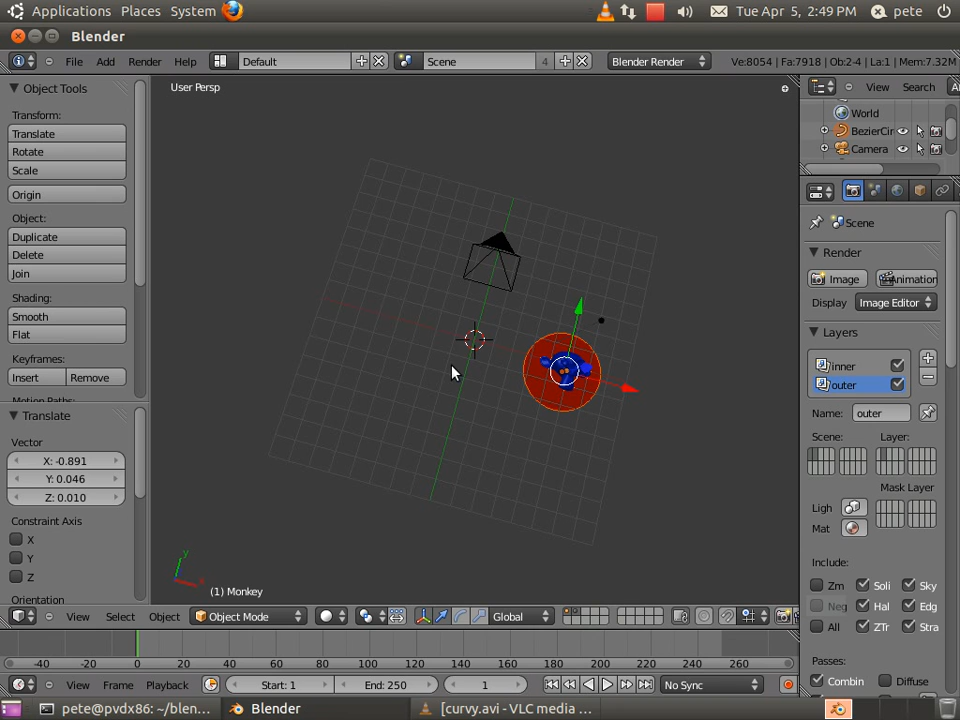 Applications Places System Tue Apr 5, 2:49 PM pete
Blender
File Add Render Help Default Scene 4 Blender Render Ve:8054 | Fa:7918 | Ob:2-4 | La:1 | Mem:7.32M
Object Tools
User Persp
View Search
World
BezierCir
Camera
Transform:
Translate
Rotate
Scale
Origin
Object:
Duplicate
Delete
Join
Shading:
Smooth
Flat
Keyframes:
Insert Remove
Motion Paths:
Translate
Vector
X: -0.891
Y: 0.046
Z: 0.010
Constraint Axis
X
Y
Z
Orientation
y
x
(1) Monkey
Scene
Render
Image Animation
Display Image Editor
Layers
inner
outer
Name: outer
Scene: Layer:
Mask Layer
Ligh
Mat
Include:
Zm Soli Sky
Neg Hal Edg
All ZTr Stra
Passes:
Combin Diffuse
View Select Object Object Mode Global
-40 -20 0 20 40 60 80 100 120 140 160 180 200 220 240 260
View Frame Playback Start: 1 End: 250 1 No Sync
pete@pvdx86: ~/blen... Blender [curvy.avi - VLC media ...